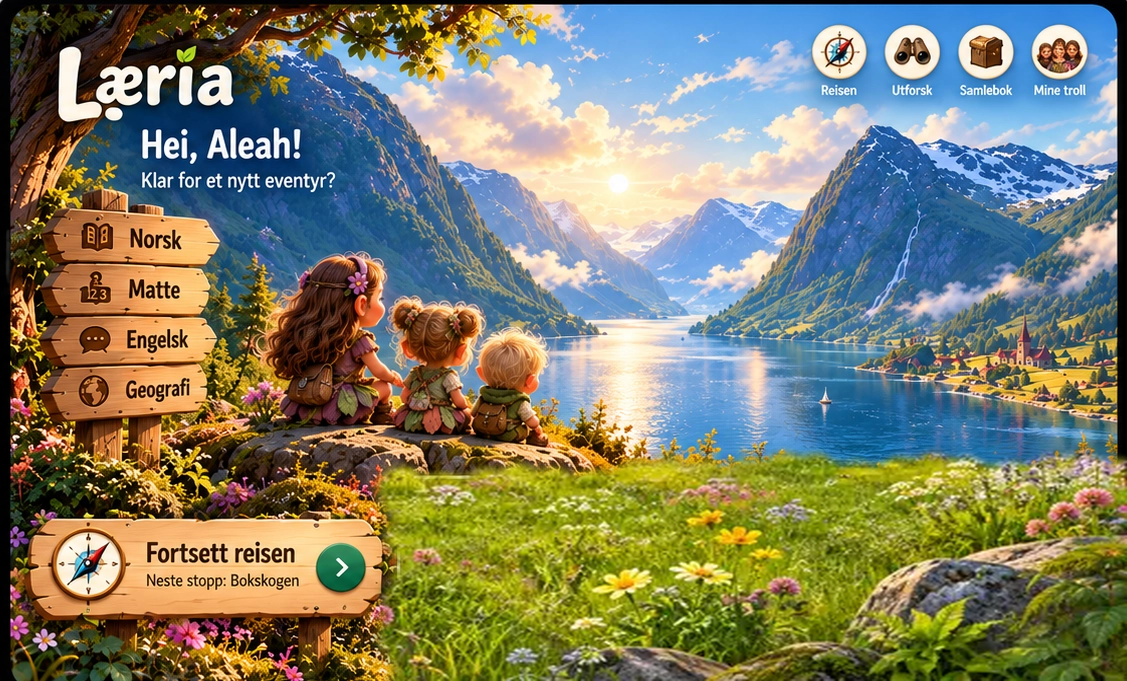 Læria
Hei, Aleah!
Klar for et nytt eventyr?
Reisen
Utforsk
Samlebok
Mine troll
Norsk
123
Matte
Engelsk
Geografi
Fortsett reisen
Neste stopp: Bokskogen